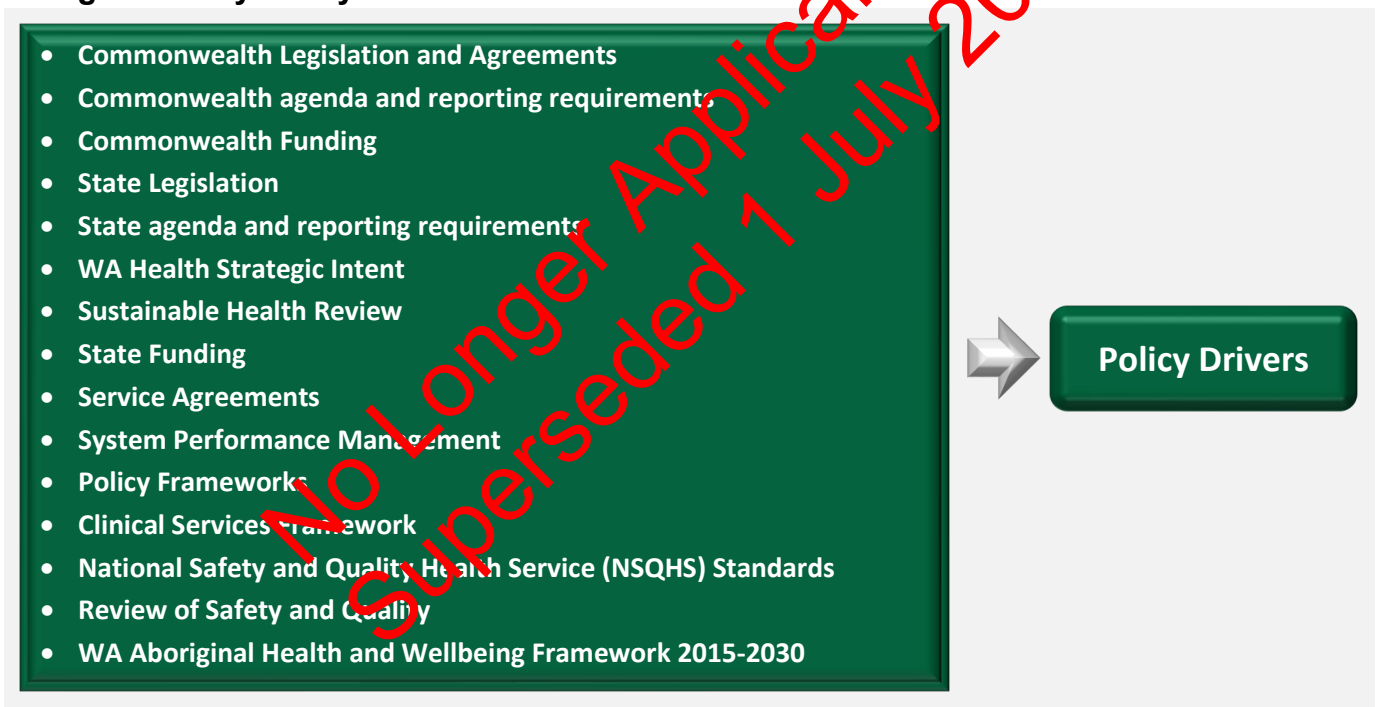 • Commonwealth Legislation and Agreements
• Commonwealth agenda and reporting requirements
• Commonwealth Funding
• State Legislation
• State agenda and reporting requirements
• WA Health Strategic Intent
• Sustainable Health Review
• State Funding
• Service Agreements
• System Performance Management
• Policy Frameworks
• Clinical Services Framework
• National Safety and Quality Health Service (NSQHS) Standards
• Review of Safety and Quality
• WA Aboriginal Health and Wellbeing Framework 2015-2030
Policy Drivers
No Longer
Superseded 1 July